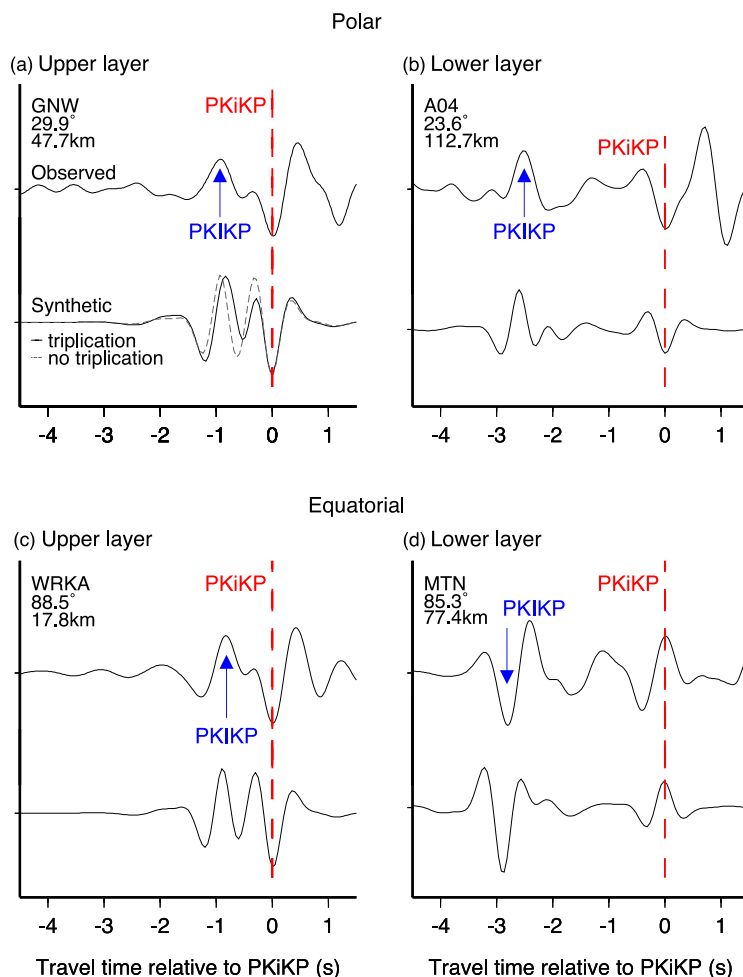 Polar
(a) Upper layer
GNW
29.9°
47.7km
PKiKP
Observed
PKIKP
Synthetic
triplication
no triplication
-4 -3 -2 -1 0 1
(b) Lower layer
A04
23.6°
112.7km
PKiKP
PKIKP
-4 -3 -2 -1 0 1
Equatorial
(c) Upper layer
WRKA
88.5°
17.8km
PKiKP
PKIKP
-4 -3 -2 -1 0 1
Travel time relative to PKiKP (s)
(d) Lower layer
MTN
85.3°
77.4km
PKiKP
PKIKP
-4 -3 -2 -1 0 1
Travel time relative to PKiKP (s)